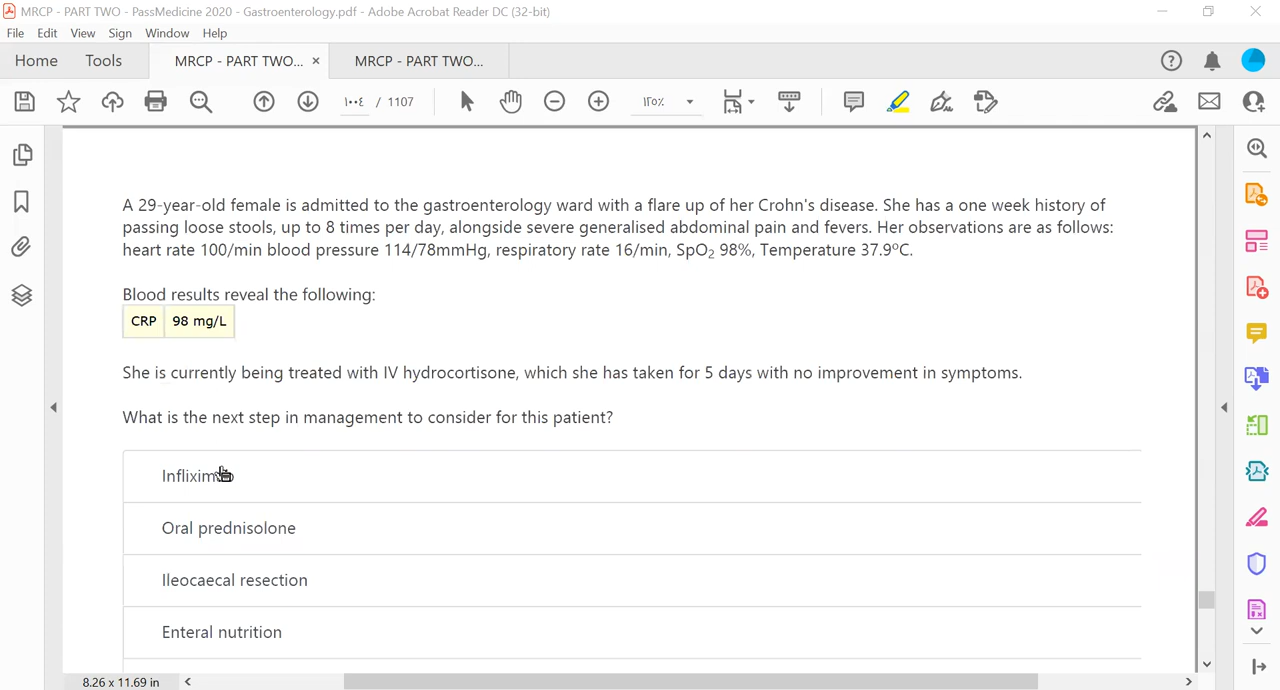 MRCP - PART TWO - PassMedicine 2020 - Gastroenterology.pdf - Adobe Acrobat Reader DC (32-bit)
File Edit View Sign Window Help
Home Tools MRCP - PART TWO... × MRCP - PART TWO...
١٠٠٤ / 1107 ١٢٥٪
A 29-year-old female is admitted to the gastroenterology ward with a flare up of her Crohn's disease. She has a one week history of
passing loose stools, up to 8 times per day, alongside severe generalised abdominal pain and fevers. Her observations are as follows:
heart rate 100/min blood pressure 114/78mmHg, respiratory rate 16/min, SpO₂ 98%, Temperature 37.9ºC.
Blood results reveal the following:
CRP 98 mg/L
She is currently being treated with IV hydrocortisone, which she has taken for 5 days with no improvement in symptoms.
What is the next step in management to consider for this patient?
Infliximab
Oral prednisolone
Ileocaecal resection
Enteral nutrition
8.26 x 11.69 in